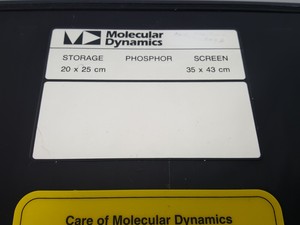 Molecular
Dynamics
STORAGE PHOSPHOR SCREEN
20 x 25 cm 35 x 43 cm
Care of Molecular Dynamics